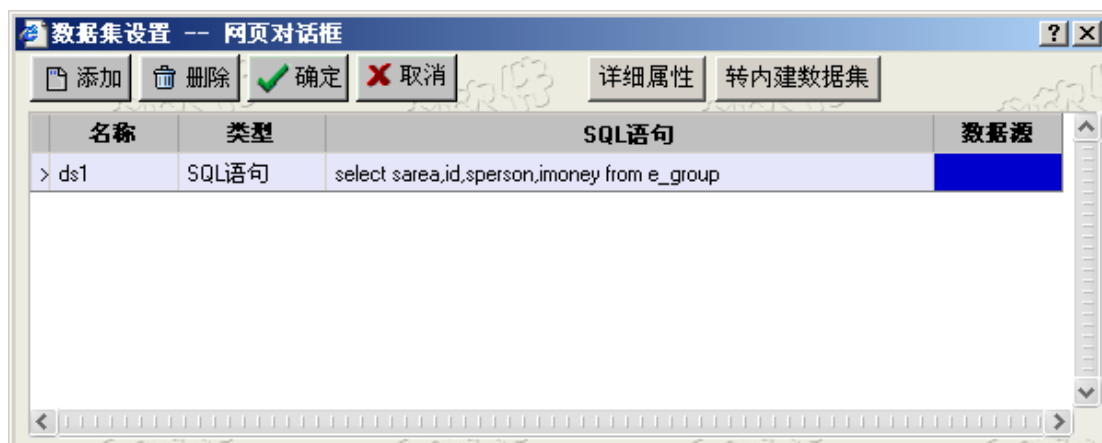 数据集设置 -- 网页对话框
添加 删除 确定 取消 详细属性 转内建数据集
名称 类型 SQL语句 数据源
> ds1 SQL语句 select sarea,id,sperson,imoney from e_group